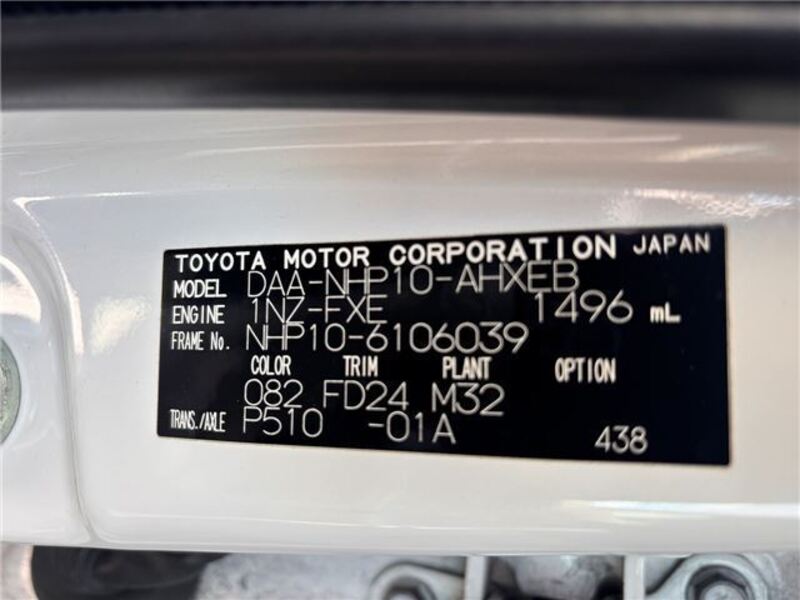 TOYOTA MOTOR CORPORATION JAPAN
MODEL DAA-NHP10-AHXEB
ENGINE 1NZ-FXE 1496 mL
FRAME No. NHP10-6106039
COLOR TRIM PLANT OPTION
082 FD24 M32
TRANS./AXLE P510 -01A 438